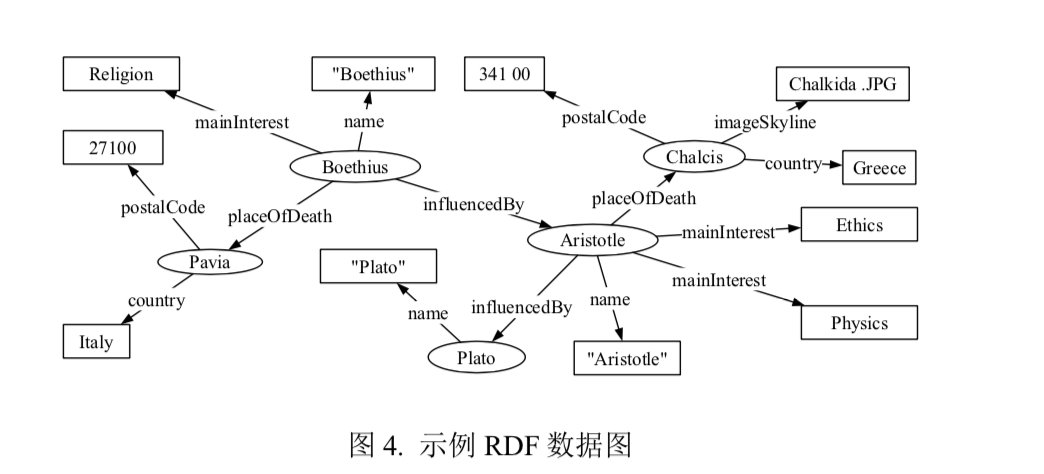 Religion
"Boethius"
341 00
Chalkida .JPG
mainInterest
name
postalCode
imageSkyline
27100
Boethius
Chalcis
country
Greece
postalCode
placeOfDeath
influencedBy
placeOfDeath
Pavia
"Plato"
Aristotle
mainInterest
Ethics
country
name
influencedBy
name
mainInterest
Italy
Plato
"Aristotle"
Physics
图 4. 示例 RDF 数据图